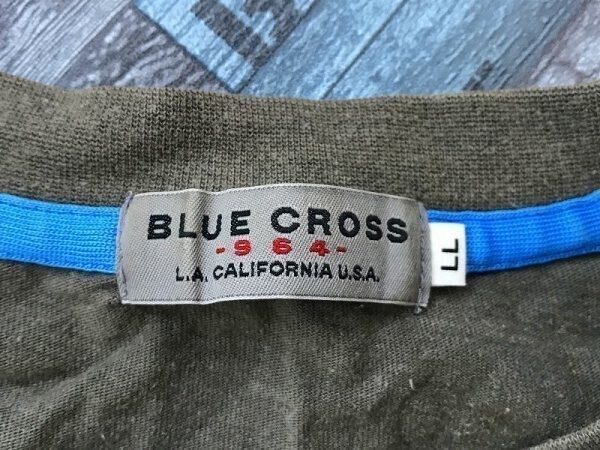 BLUE CROSS
-964-
L.A. CALIFORNIA U.S.A.
LL